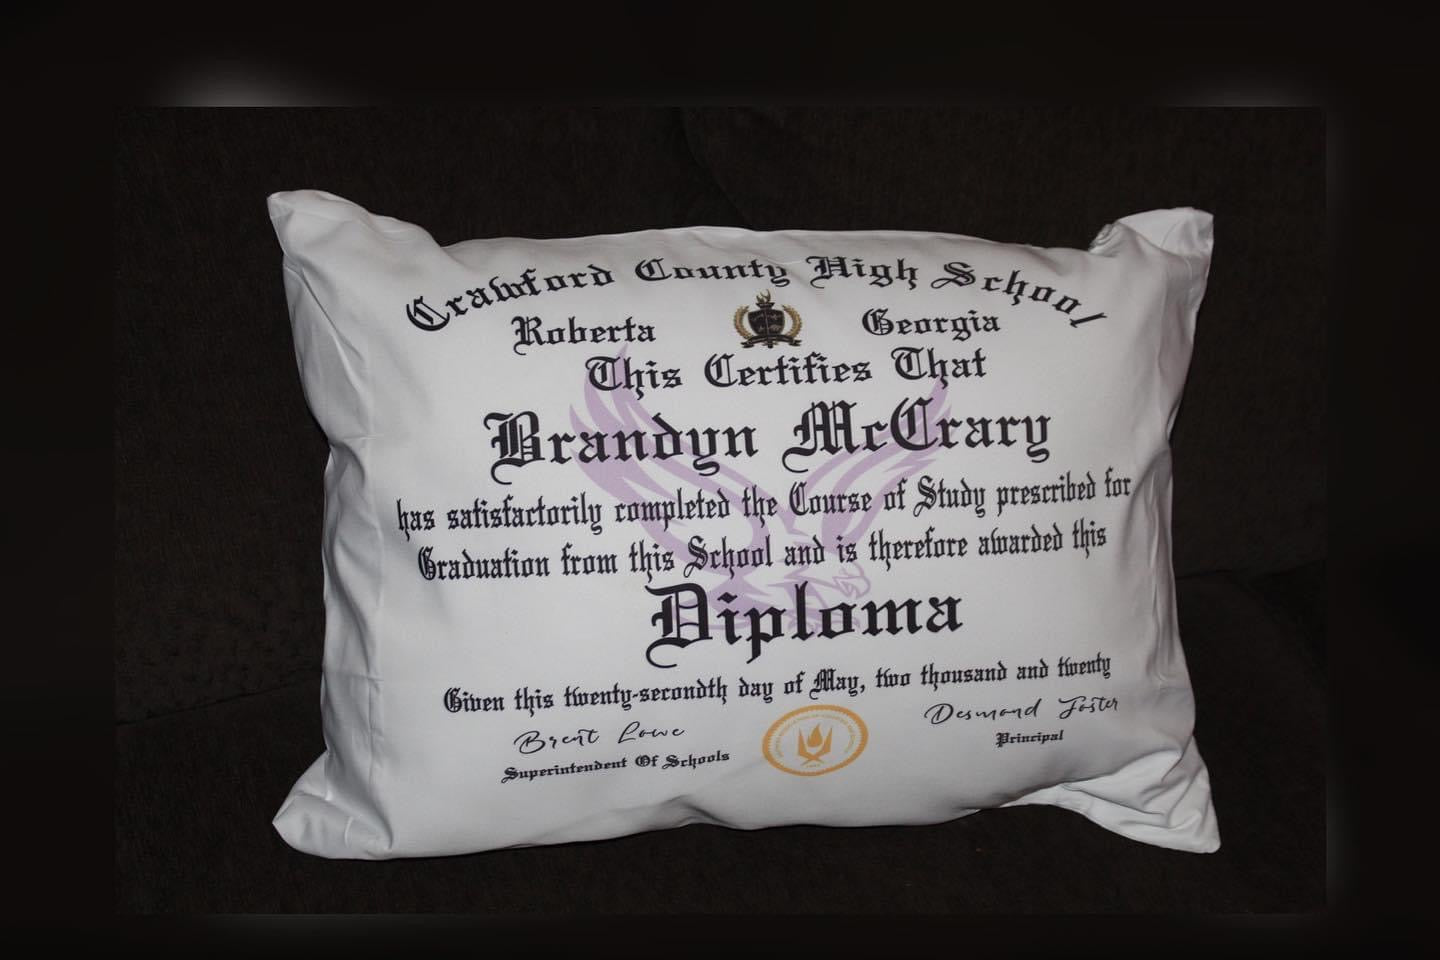 Crawford County High School
Roberta Georgia
This Certifies That
Brandyn McCrary
has satisfactorily completed the Course of Study prescribed for
Graduation from this School and is therefore awarded this
Diploma
Given this twenty-secondth day of May, two thousand and twenty
Brent Lowe Desmond Foster
Superintendent Of Schools Principal